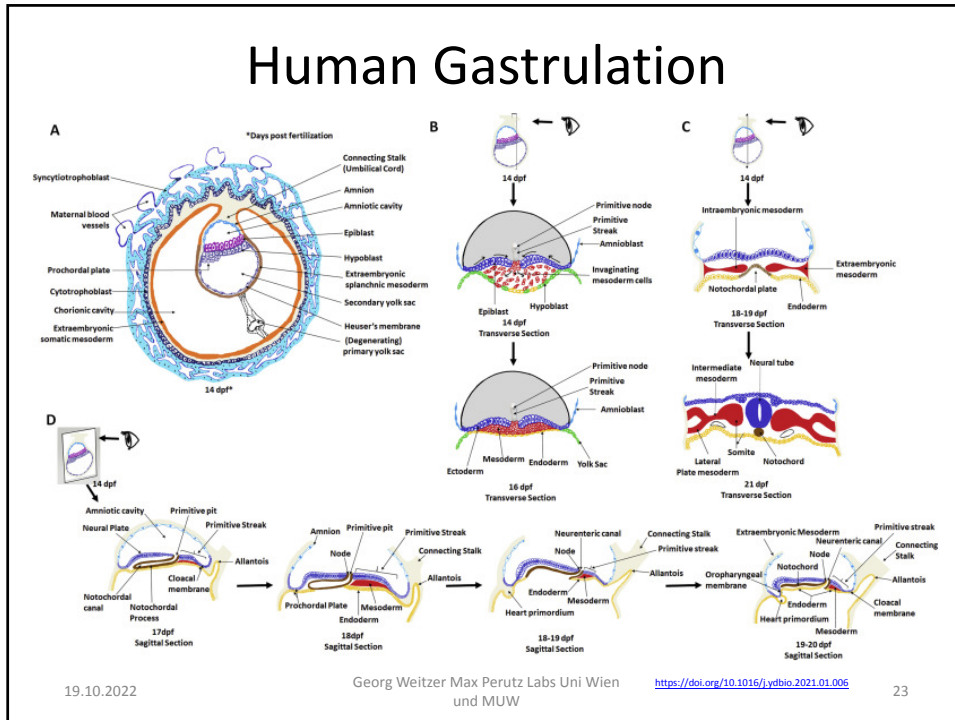 Human Gastrulation
A
*Days post fertilization
Syncytiotrophoblast
Maternal blood
vessels
Prochordal plate
Cytotrophoblast
Chorionic cavity
Extraembryonic
somatic mesoderm
Connecting Stalk
(Umbilical Cord)
Amnion
Amniotic cavity
Epiblast
Hypoblast
Extraembryonic
splanchnic mesoderm
Secondary yolk sac
Heuser's membrane
(Degenerating)
primary yolk sac
14 dpf*
B
14 dpf
Primitive node
Primitive
Streak
Amnioblast
Invaginating
mesoderm cells
Epiblast
Hypoblast
14 dpf
Transverse Section
Primitive node
Primitive
Streak
Amnioblast
Ectoderm
Mesoderm
Endoderm
Yolk Sac
16 dpf
Transverse Section
C
14 dpf
Intraembryonic mesoderm
Extraembryonic
mesoderm
Notochordal plate
Endoderm
18-19 dpf
Transverse Section
Intermediate
mesoderm
Neural tube
Lateral
Plate mesoderm
Somite
Notochord
21 dpf
Transverse Section
D
14 dpf
Amniotic cavity
Primitive pit
Neural Plate
Primitive Streak
Allantois
Cloacal
membrane
Notochordal
canal
Notochordal
Process
17dpf
Sagittal Section
Amnion
Primitive pit
Node
Primitive Streak
Connecting Stalk
Allantois
Prochordal Plate
Mesoderm
Endoderm
18dpf
Sagittal Section
Neurenteric canal
Node
Connecting Stalk
Primitive streak
Allantois
Endoderm
Mesoderm
Heart primordium
18-19 dpf
Sagittal Section
Extraembryonic Mesoderm
Primitive streak
Neurenteric canal
Node
Connecting
Stalk
Notochord
Oropharyngeal
membrane
Allantois
Endoderm
Cloacal
membrane
Heart primordium
Mesoderm
19-20 dpf
Sagittal Section
19.10.2022
Georg Weitzer Max Perutz Labs Uni Wien
und MUW
https://doi.org/10.1016/j.ydbio.2021.01.006
23